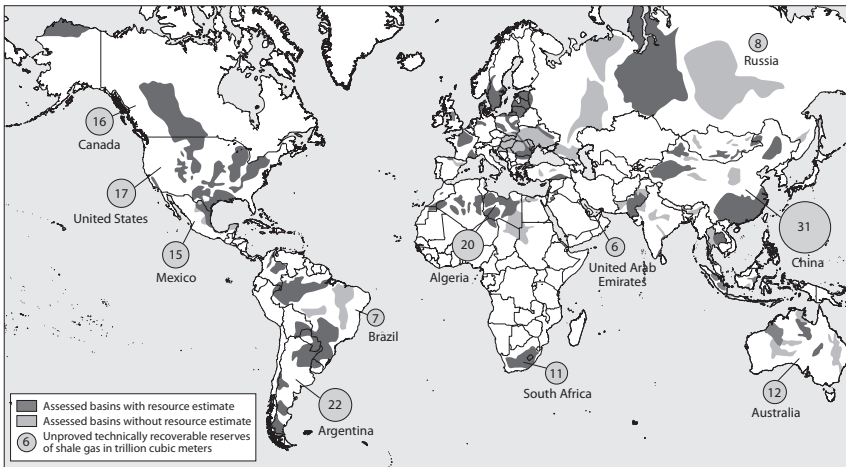 8
Russia
16
Canada
17
United States
15
Mexico
20
Algeria
6
United Arab
Emirates
31
China
7
Brazil
11
South Africa
12
Australia
22
Argentina
Assessed basins with resource estimate
Assessed basins without resource estimate
6 Unproved technically recoverable reserves
of shale gas in trillion cubic meters